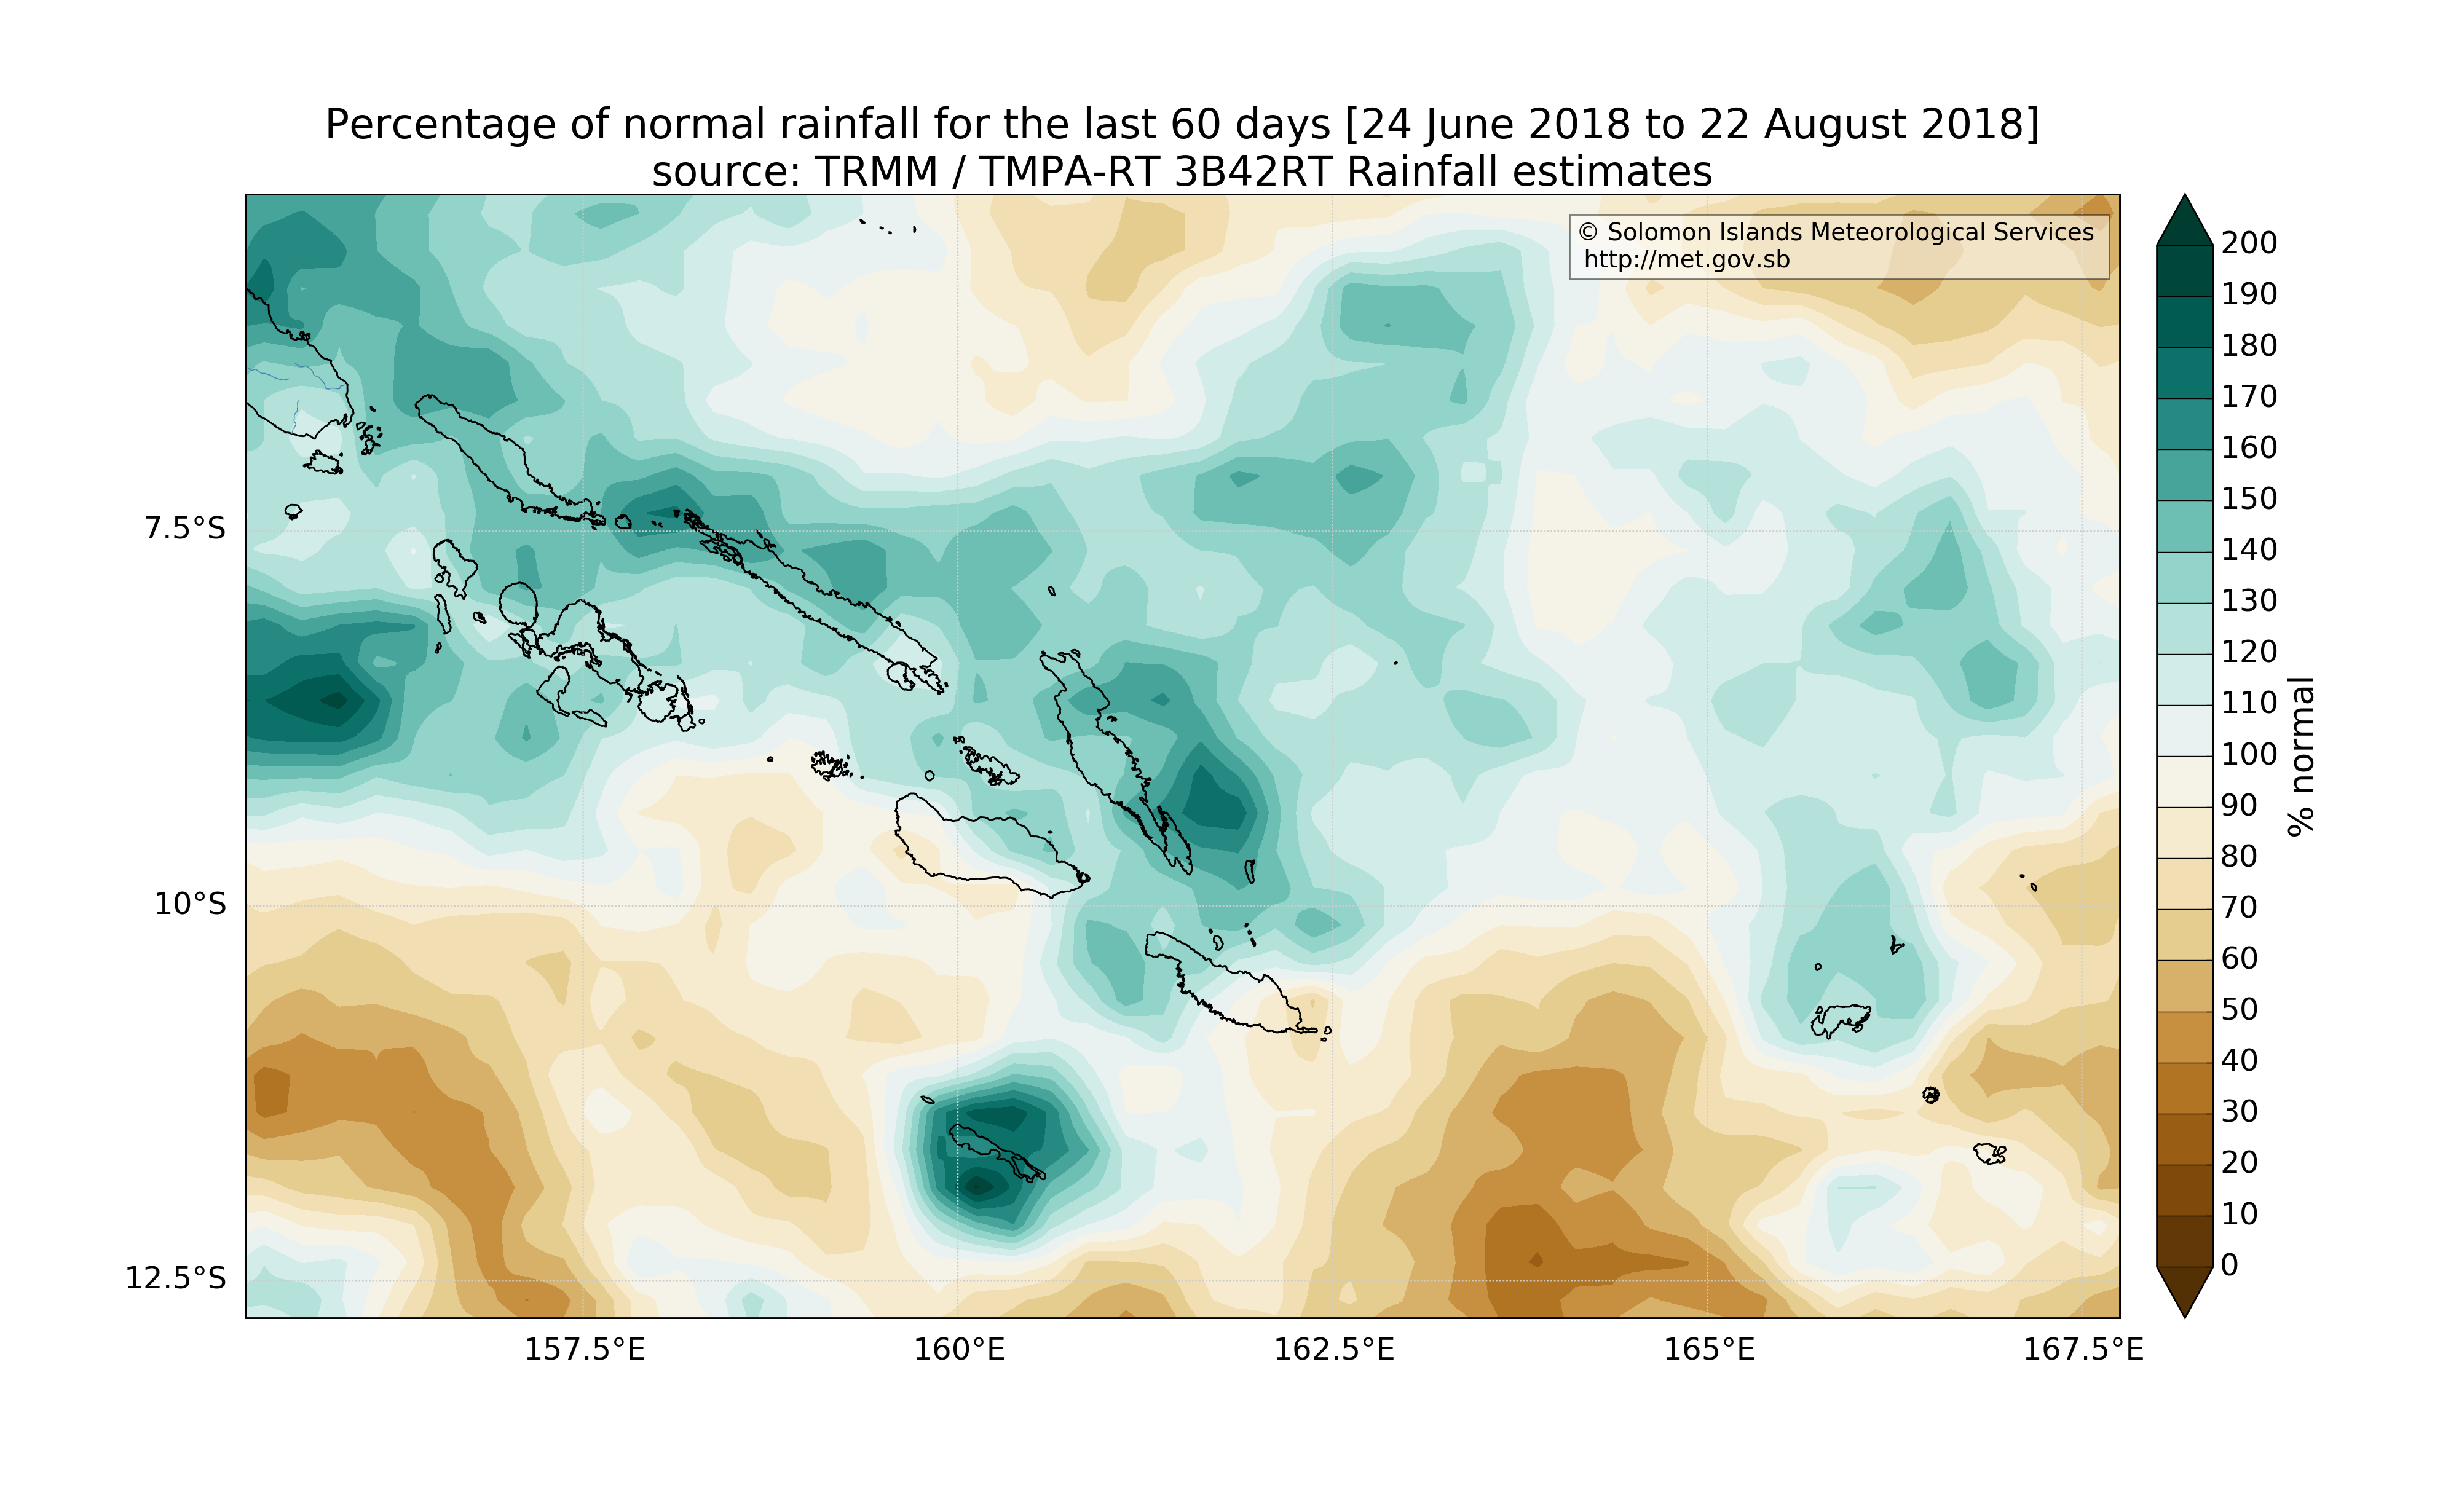 Percentage of normal rainfall for the last 60 days [24 June 2018 to 22 August 2018]
source: TRMM / TMPA-RT 3B42RT Rainfall estimates
© Solomon Islands Meteorological Services
http://met.gov.sb
7.5°S
10°S
12.5°S
157.5°E
160°E
162.5°E
165°E
167.5°E
200
190
180
170
160
150
140
130
120
110
100
90
80
70
60
50
40
30
20
10
0
% normal